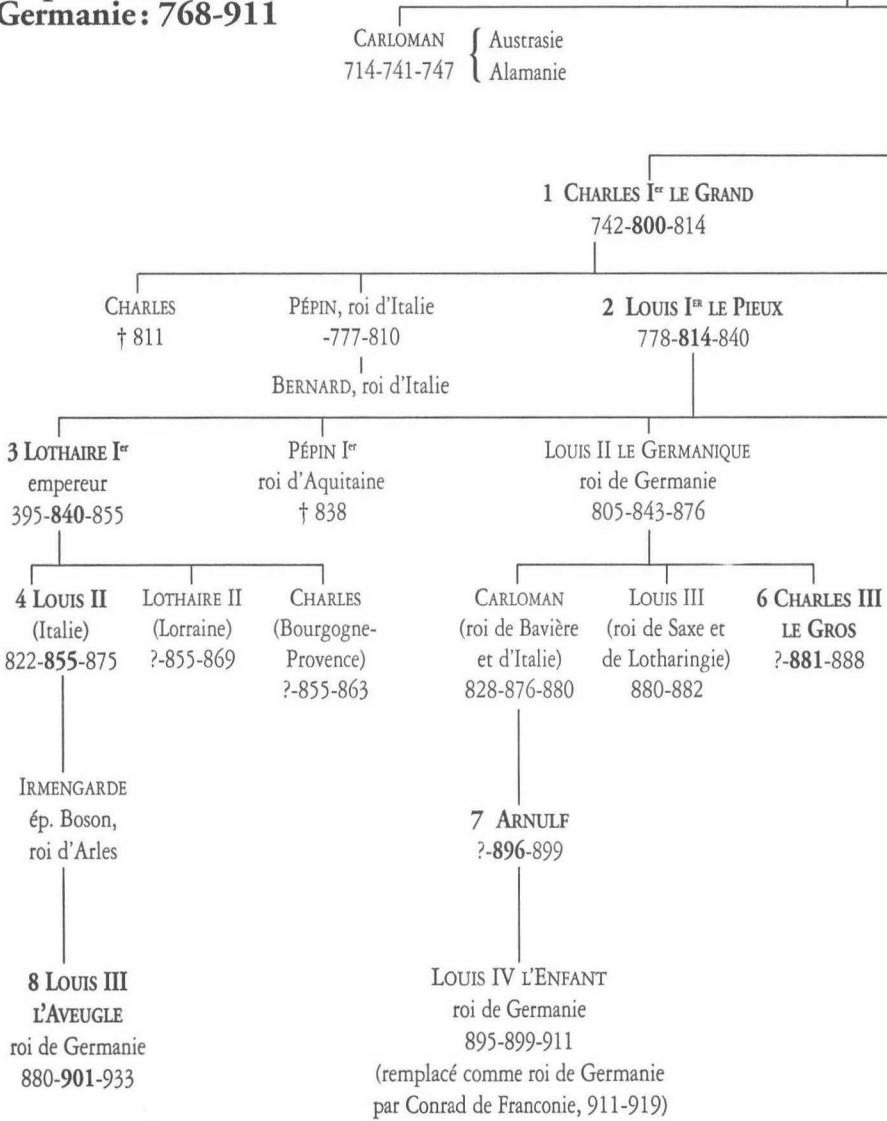 Germanie: 768-911
CARLOMAN { Austrasie
714-741-747 Alamanie
1 CHARLES Iᵉʳ LE GRAND
742-800-814
CHARLES
† 811
PÉPIN, roi d'Italie
-777-810
BERNARD, roi d'Italie
2 LOUIS Iᴱᴿ LE PIEUX
778-814-840
3 LOTHAIRE Iᵉʳ
empereur
395-840-855
PÉPIN Iᵉʳ
roi d'Aquitaine
† 838
LOUIS II LE GERMANIQUE
roi de Germanie
805-843-876
4 LOUIS II
(Italie)
822-855-875
LOTHAIRE II
(Lorraine)
?-855-869
CHARLES
(Bourgogne-
Provence)
?-855-863
CARLOMAN
(roi de Bavière
et d'Italie)
828-876-880
LOUIS III
(roi de Saxe et
de Lotharingie)
880-882
6 CHARLES III
LE GROS
?-881-888
IRMENGARDE
ép. Boson,
roi d'Arles
7 ARNULF
?-896-899
8 LOUIS III
L'AVEUGLE
roi de Germanie
880-901-933
LOUIS IV L'ENFANT
roi de Germanie
895-899-911
(remplacé comme roi de Germanie
par Conrad de Franconie, 911-919)